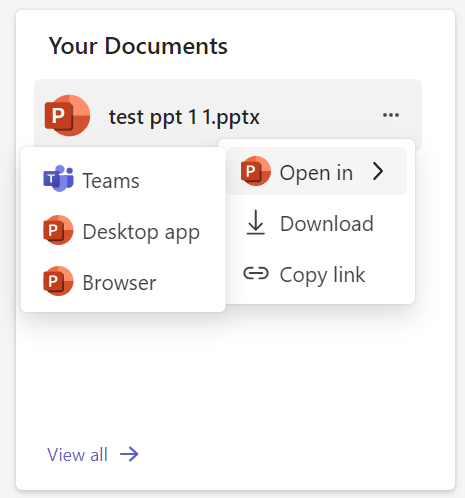 Your Documents
test ppt 1 1.pptx
Open in
Download
Copy link
Teams
Desktop app
Browser
View all